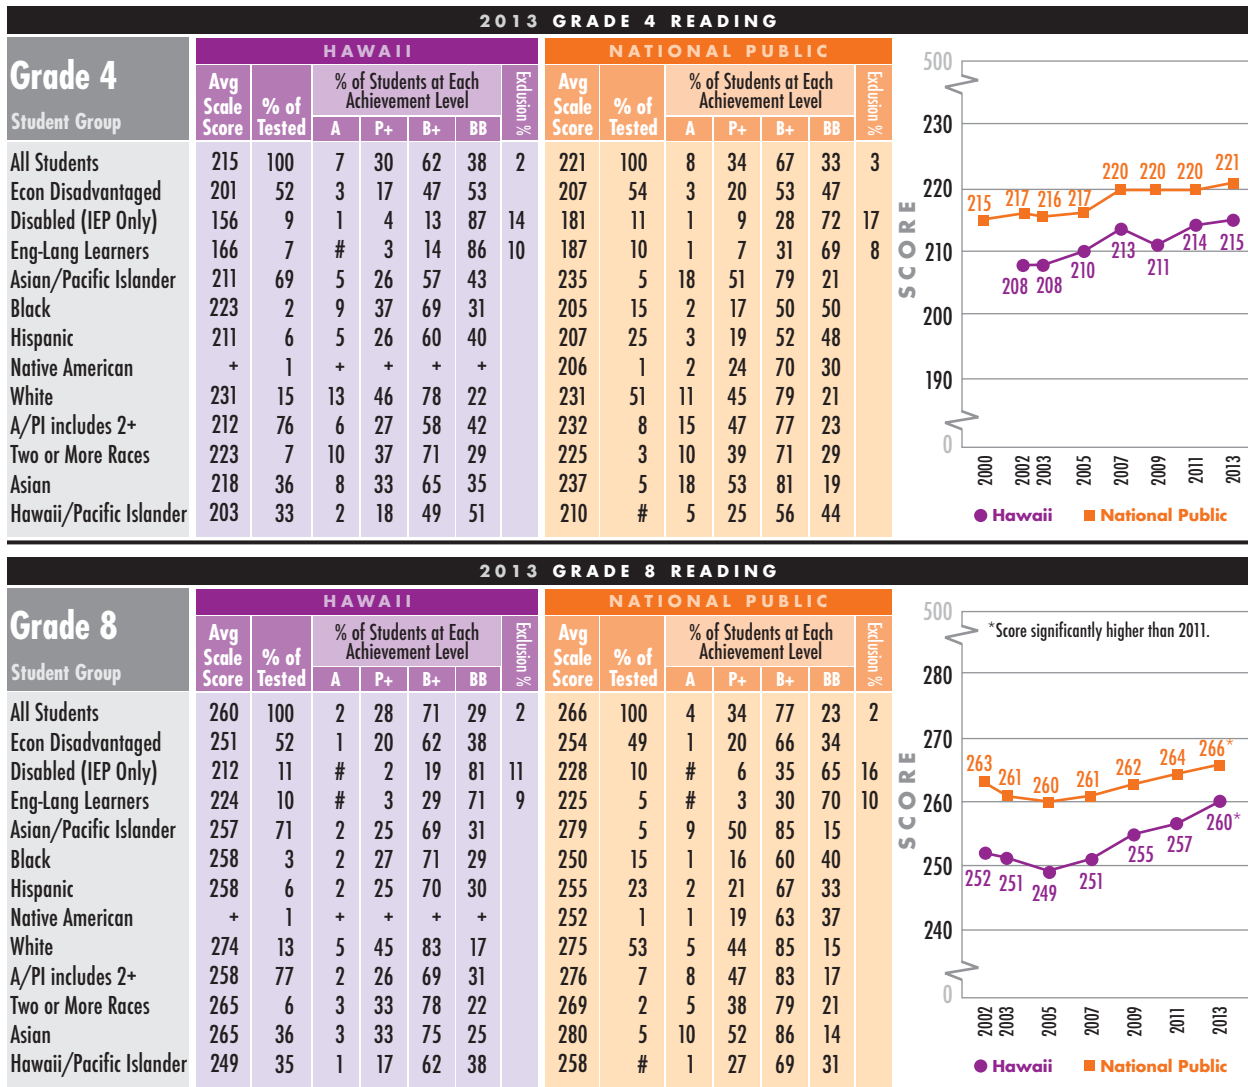 2013 GRADE 4 READING
Grade 4
Student Group
HAWAII
NATIONAL PUBLIC
Avg Scale Score
% of Tested
% of Students at Each Achievement Level
A P+ B+ BB
Exclusion %
Avg Scale Score
% of Tested
% of Students at Each Achievement Level
A P+ B+ BB
Exclusion %
All Students 215 100 7 30 62 38 2 221 100 8 34 67 33 3
Econ Disadvantaged 201 52 3 17 47 53 207 54 3 20 53 47
Disabled (IEP Only) 156 9 1 4 13 87 14 181 11 1 9 28 72 17
Eng-Lang Learners 166 7 # 3 14 86 10 187 10 1 7 31 69 8
Asian/Pacific Islander 211 69 5 26 57 43 235 5 18 51 79 21
Black 223 2 9 37 69 31 205 15 2 17 50 50
Hispanic 211 6 5 26 60 40 207 25 3 19 52 48
Native American + 1 + + + + 206 1 2 24 70 30
White 231 15 13 46 78 22 231 51 11 45 79 21
A/PI includes 2+ 212 76 6 27 58 42 232 8 15 47 77 23
Two or More Races 223 7 10 37 71 29 225 3 10 39 71 29
Asian 218 36 8 33 65 35 237 5 18 53 81 19
Hawaii/Pacific Islander 203 33 2 18 49 51 210 # 5 25 56 44
SCORE
500
230
220
210
200
190
0
215 217 216 217 220 220 220 221
208 208 210 213 211 214 215
2000 2002 2003 2005 2007 2009 2011 2013
Hawaii National Public
2013 GRADE 8 READING
Grade 8
Student Group
HAWAII
NATIONAL PUBLIC
Avg Scale Score
% of Tested
% of Students at Each Achievement Level
A P+ B+ BB
Exclusion %
Avg Scale Score
% of Tested
% of Students at Each Achievement Level
A P+ B+ BB
Exclusion %
All Students 260 100 2 28 71 29 2 266 100 4 34 77 23 2
Econ Disadvantaged 251 52 1 20 62 38 254 49 1 20 66 34
Disabled (IEP Only) 212 11 # 2 19 81 11 228 10 # 6 35 65 16
Eng-Lang Learners 224 10 # 3 29 71 9 225 5 # 3 30 70 10
Asian/Pacific Islander 257 71 2 25 69 31 279 5 9 50 85 15
Black 258 3 2 27 71 29 250 15 1 16 60 40
Hispanic 258 6 2 25 70 30 255 23 2 21 67 33
Native American + 1 + + + + 252 1 1 19 63 37
White 274 13 5 45 83 17 275 53 5 44 85 15
A/PI includes 2+ 258 77 2 26 69 31 276 7 8 47 83 17
Two or More Races 265 6 3 33 78 22 269 2 5 38 79 21
Asian 265 36 3 33 75 25 280 5 10 52 86 14
Hawaii/Pacific Islander 249 35 1 17 62 38 258 # 1 27 69 31
SCORE
500
*Score significantly higher than 2011.
280
270
260
250
240
0
263 261 260 261 262 264 266*
252 251 249 251 255 257 260*
2002 2003 2005 2007 2009 2011 2013
Hawaii National Public